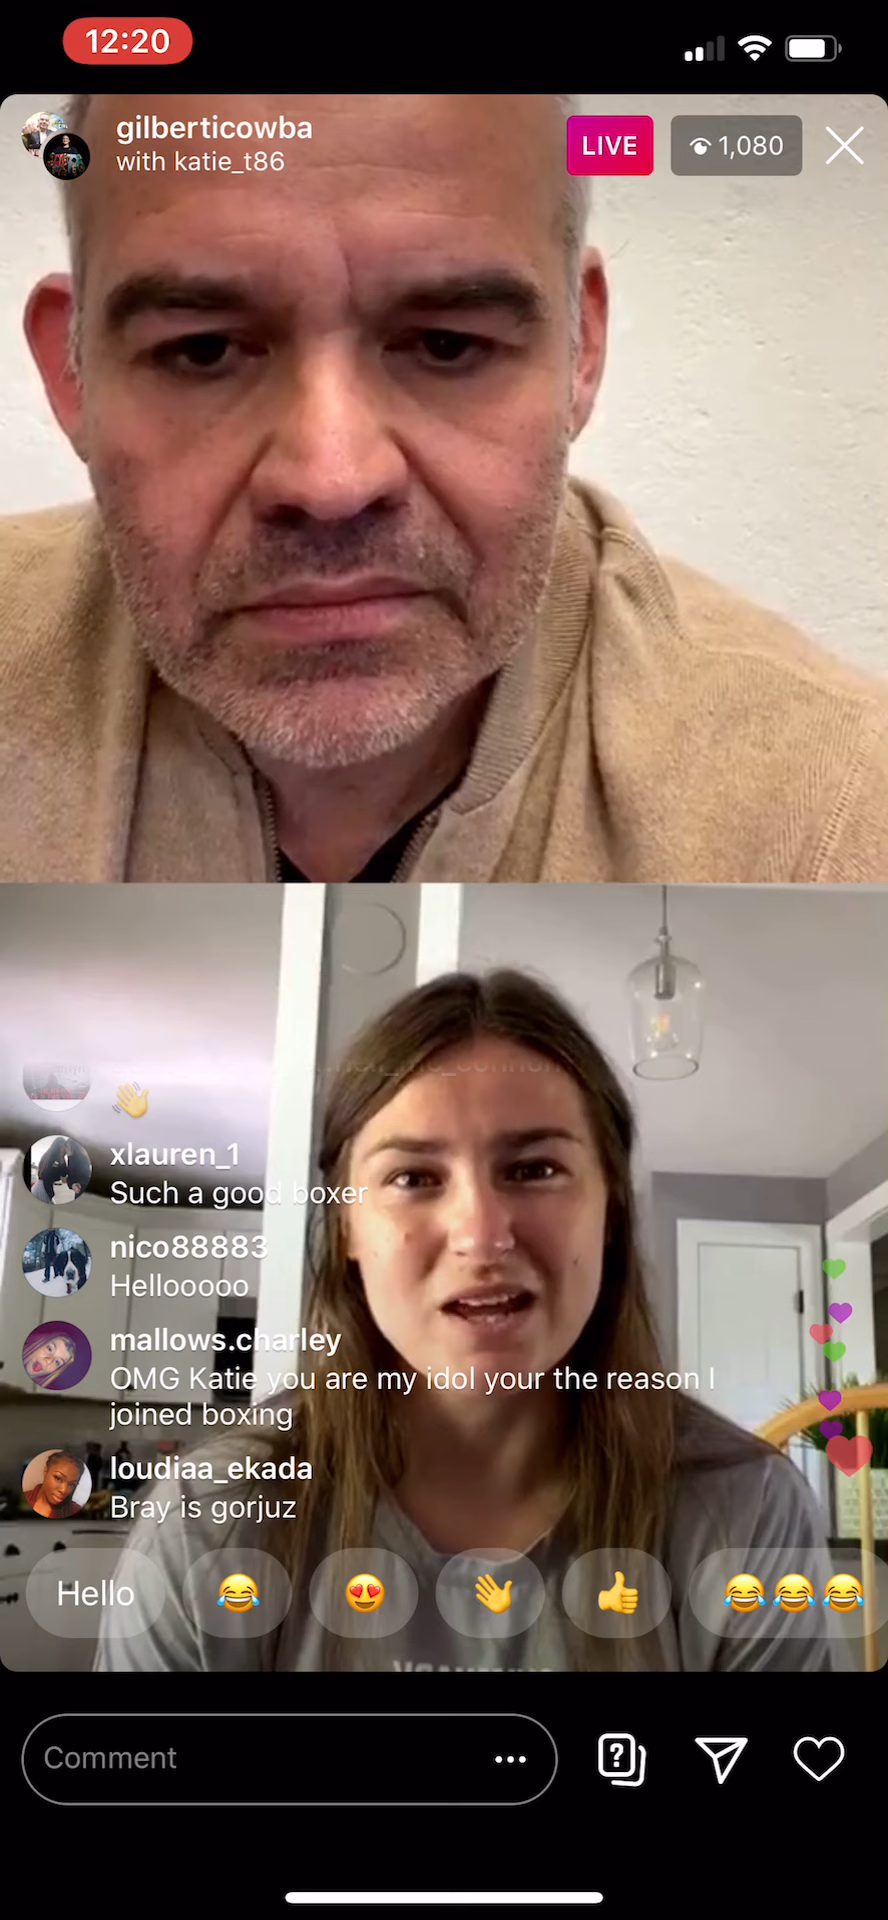 12:20
gilberticowba
with katie_t86
LIVE
1,080
xlauren_1
Such a good boxer
nico88883
Hellooooo
mallows.charley
OMG Katie you are my idol your the reason I
joined boxing
loudiaa_ekada
Bray is gorjuz
Hello
Comment